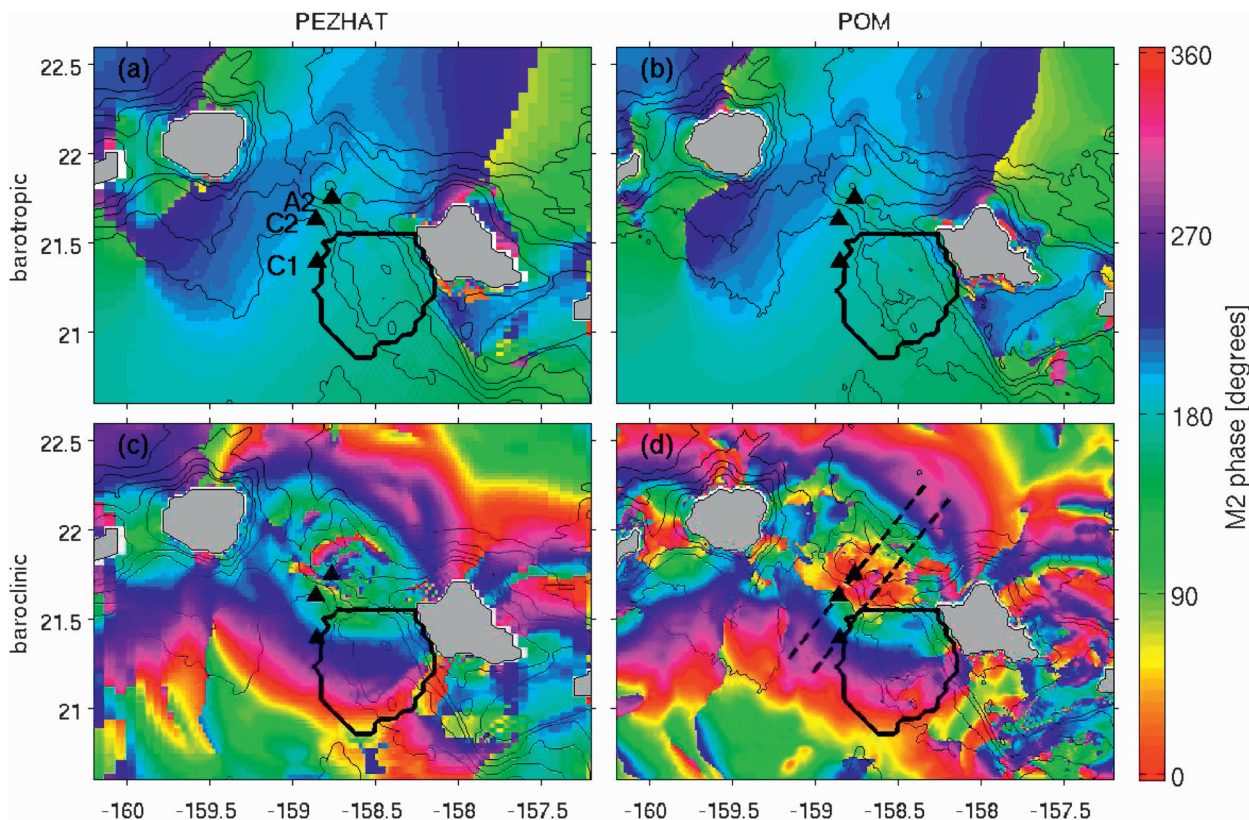 PEZHAT
POM
(a)
(b)
22.5
22
21.5
21
A2
C2
C1
barotropic
(c)
(d)
22.5
22
21.5
21
baroclinic
-160 -159.5 -159 -158.5 -158 -157.5
-160 -159.5 -159 -158.5 -158 -157.5
360
270
180
90
0
M2 phase [degrees]